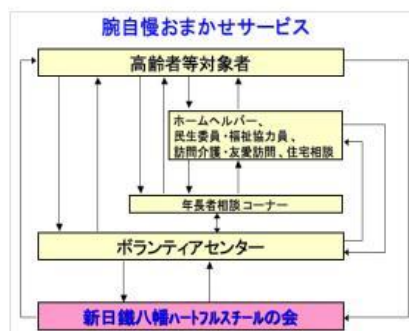 腕自慢おまかせサービス
高齢者等対象者
ホームヘルパー、
民生委員・福祉協力員、
訪問介護・友愛訪問、住宅相談
年長者相談コーナー
ボランティアセンター
新日鐵八幡ハートフルスチールの会